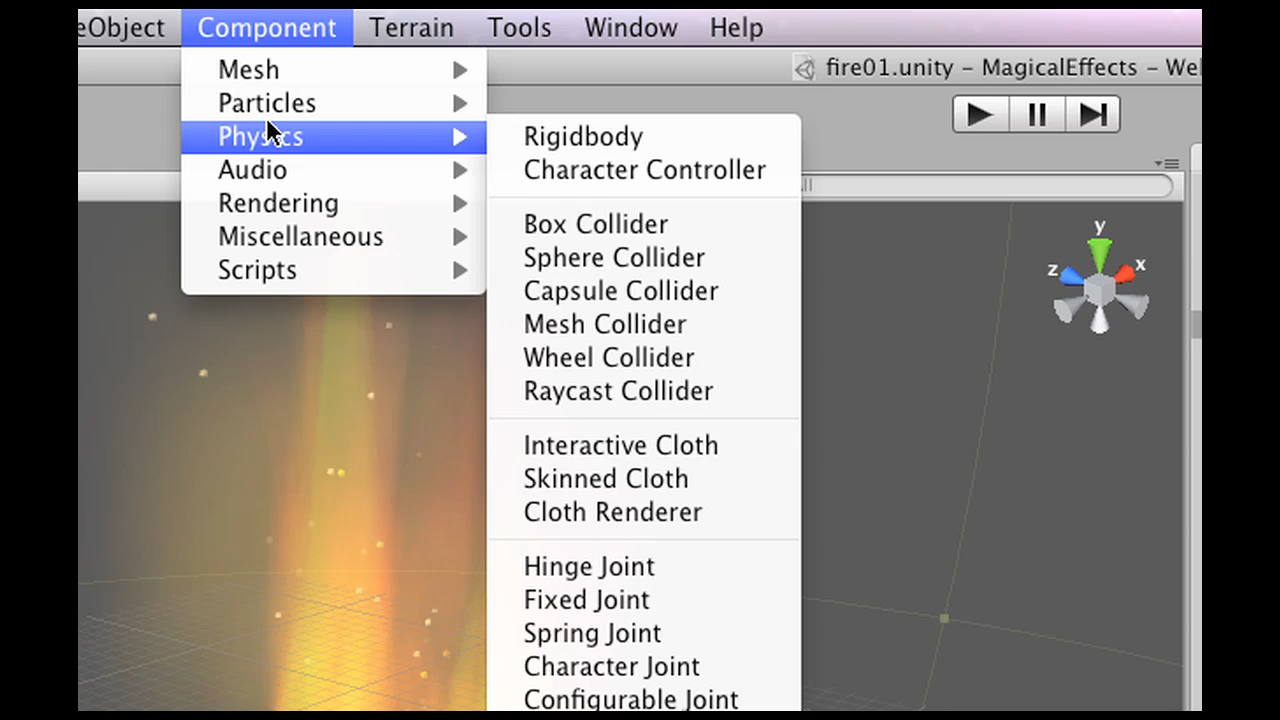 eObject Component Terrain Tools Window Help
fire01.unity – MagicalEffects – We
Mesh
Particles
Physics
Audio
Rendering
Miscellaneous
Scripts
Rigidbody
Character Controller
Box Collider
Sphere Collider
Capsule Collider
Mesh Collider
Wheel Collider
Raycast Collider
Interactive Cloth
Skinned Cloth
Cloth Renderer
Hinge Joint
Fixed Joint
Spring Joint
Character Joint
Configurable Joint
y
z x